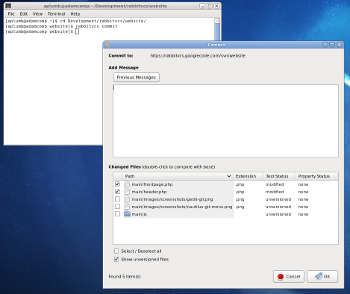 aplumb@adamcomp:~/Development/rabbitvcs/website
File Edit View Terminal Help
[aplumb@adamcomp ~]$ cd Development/rabbitvcs/website/
[aplumb@adamcomp website]$ rabbitvcs commit
[aplumb@adamcomp website]$
Commit
Commit to: https://rabbitvcs.googlecode.com/svn/website
Add Message
Previous Messages
Changed Files (double-click to compare with base)
Path Extension Text Status Property Status
main/frontpage.php .php modified none
main/header.php .php modified none
main/images/screenshots/gedit-git.png .png unversioned none
main/images/screenshots/nautilus-git-menu.png .png unversioned none
main/js unversioned none
Select / Deselect all
Show unversioned files
Found 5 item(s)
Cancel
OK